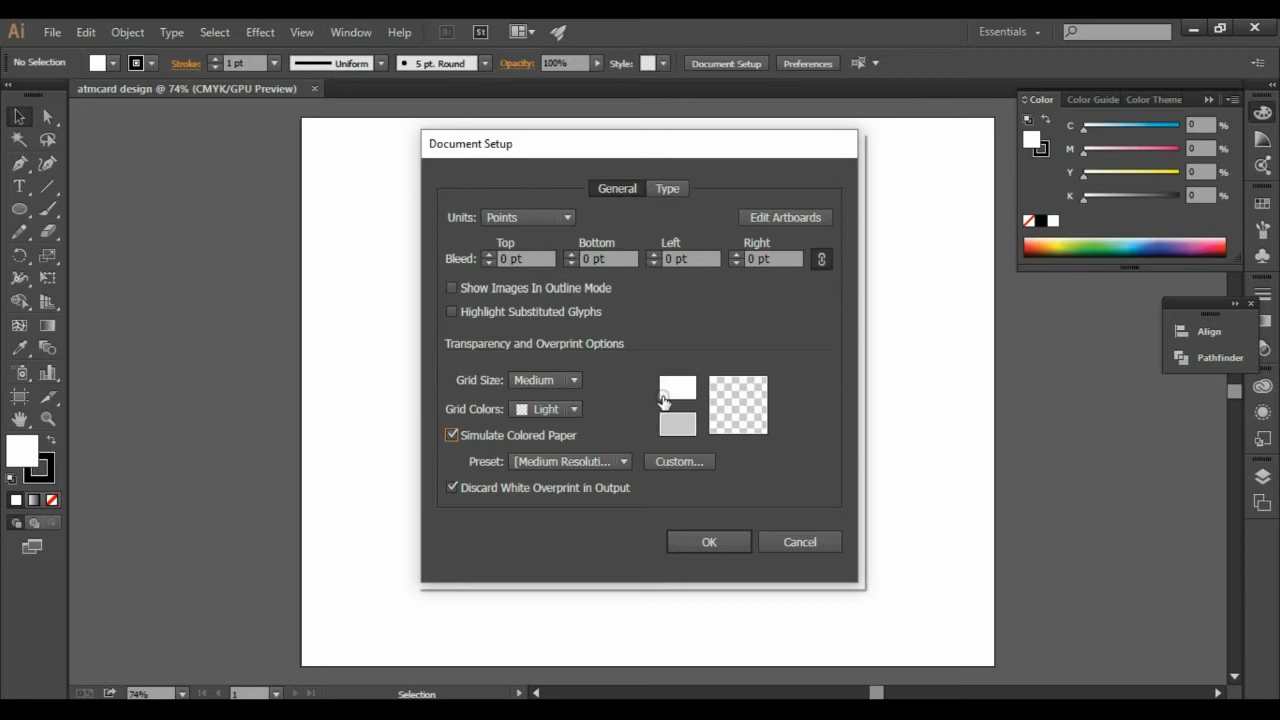 Ai File Edit Object Type Select Effect View Window Help Br St Essentials
No Selection Stroke: 1 pt Uniform 5 pt. Round Opacity: 100% Style: Document Setup Preferences
atmcard design @ 74% (CMYK/GPU Preview) ×
Color Color Guide Color Theme
C 0 %
M 0 %
Y 0 %
K 0 %
Document Setup
General Type
Units: Points Edit Artboards
Top Bottom Left Right
Bleed: 0 pt 0 pt 0 pt 0 pt
Show Images In Outline Mode
Highlight Substituted Glyphs
Transparency and Overprint Options
Grid Size: Medium
Grid Colors: Light
Simulate Colored Paper
Preset: [Medium Resoluti... Custom...
Discard White Overprint in Output
OK Cancel
Align
Pathfinder
74% 1 Selection